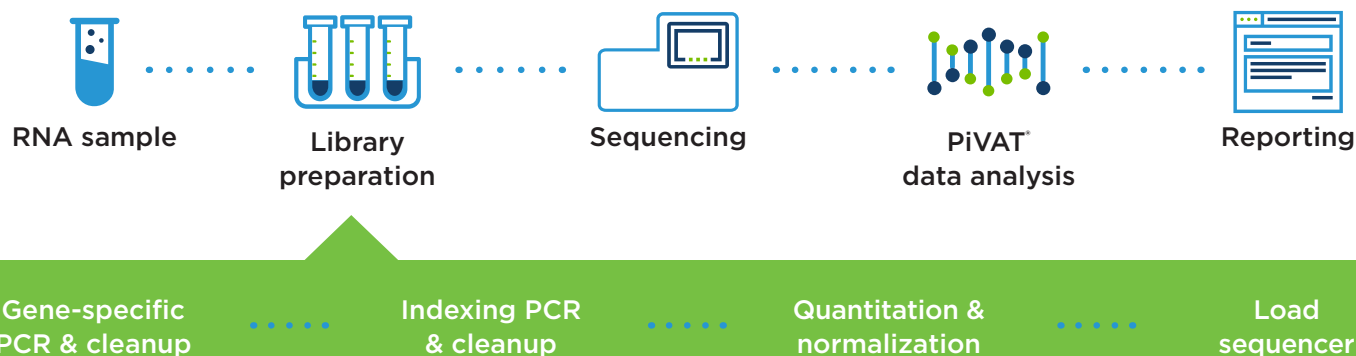 RNA sample
Library
preparation
Sequencing
PiVAT®
data analysis
Reporting
Gene-specific
PCR & cleanup
Indexing PCR
& cleanup
Quantitation &
normalization
Load
sequencer